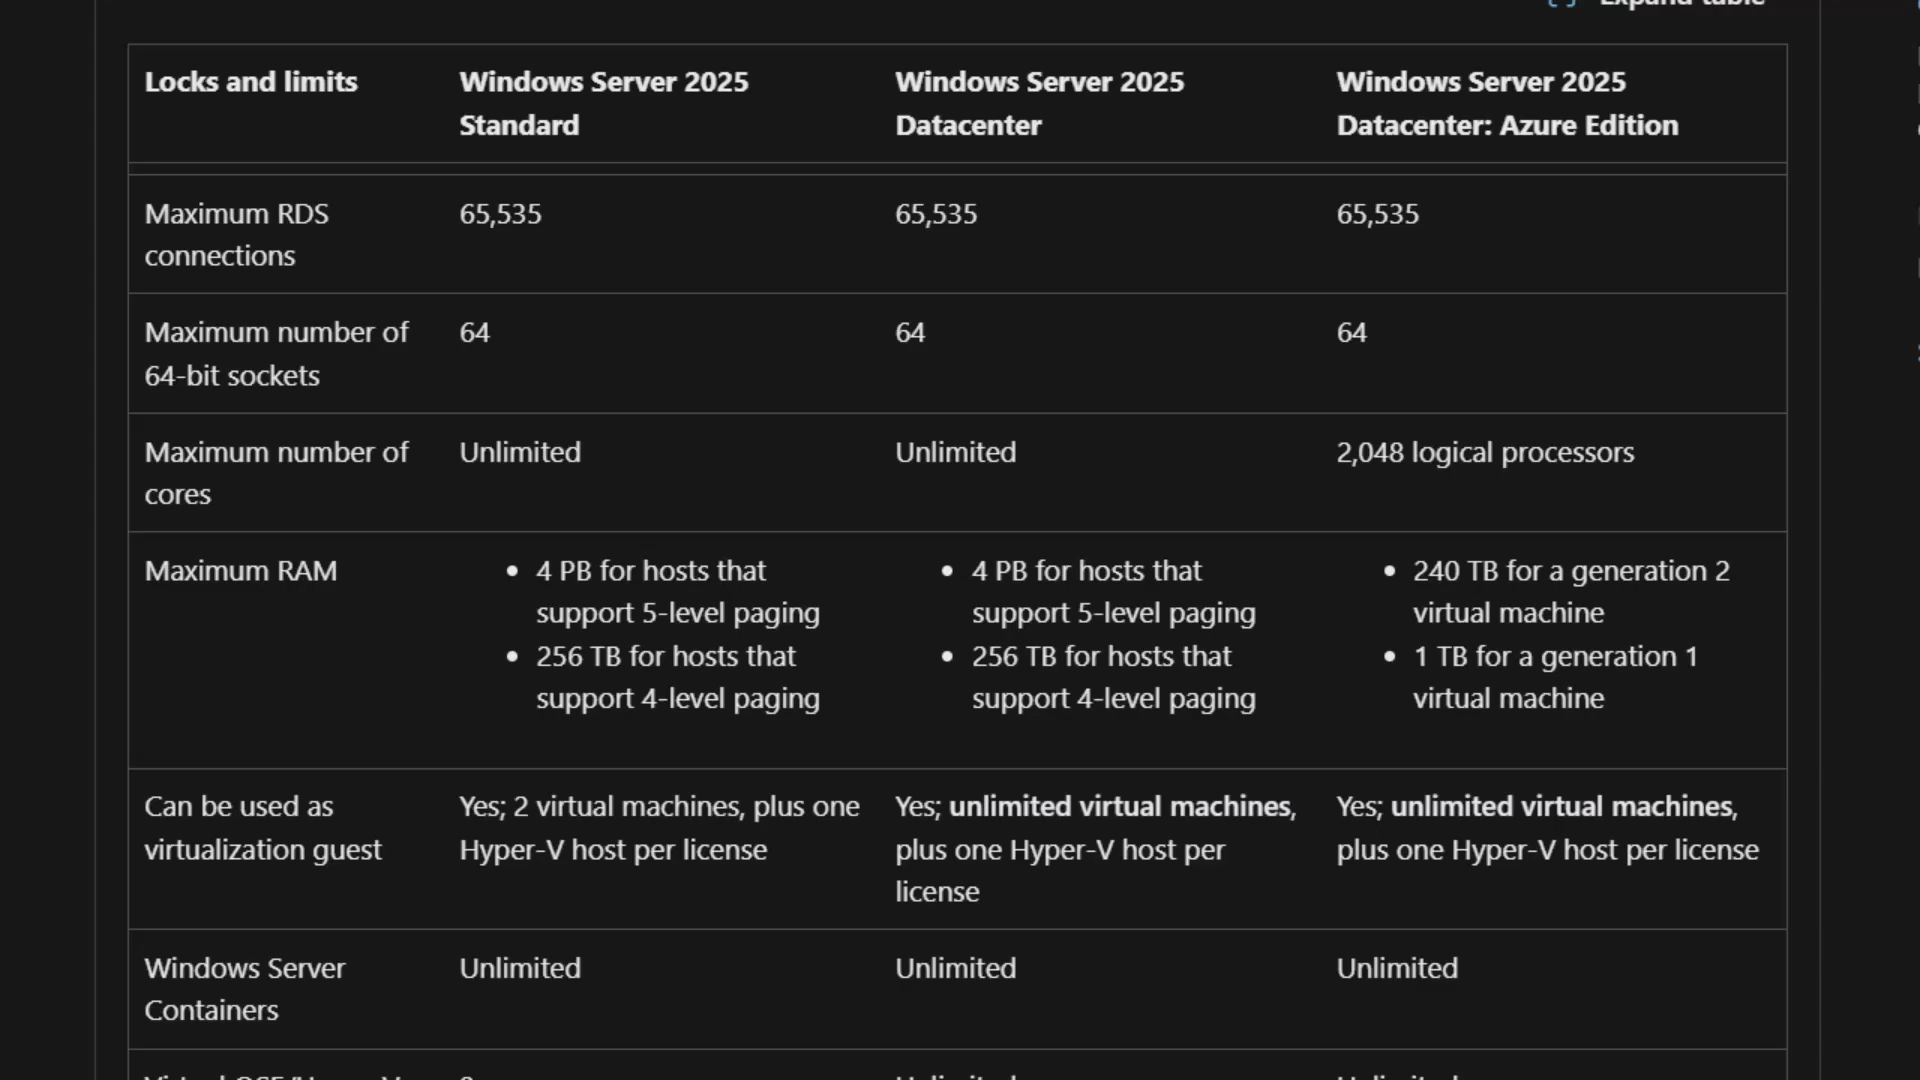 Expand table
Locks and limits
Windows Server 2025
Standard
Windows Server 2025
Datacenter
Windows Server 2025
Datacenter: Azure Edition
Maximum RDS
connections
65,535
65,535
65,535
Maximum number of
64-bit sockets
64
64
64
Maximum number of
cores
Unlimited
Unlimited
2,048 logical processors
Maximum RAM
• 4 PB for hosts that
support 5-level paging
• 256 TB for hosts that
support 4-level paging
• 4 PB for hosts that
support 5-level paging
• 256 TB for hosts that
support 4-level paging
• 240 TB for a generation 2
virtual machine
• 1 TB for a generation 1
virtual machine
Can be used as
virtualization guest
Yes; 2 virtual machines, plus one
Hyper-V host per license
Yes; unlimited virtual machines,
plus one Hyper-V host per
license
Yes; unlimited virtual machines,
plus one Hyper-V host per license
Windows Server
Containers
Unlimited
Unlimited
Unlimited